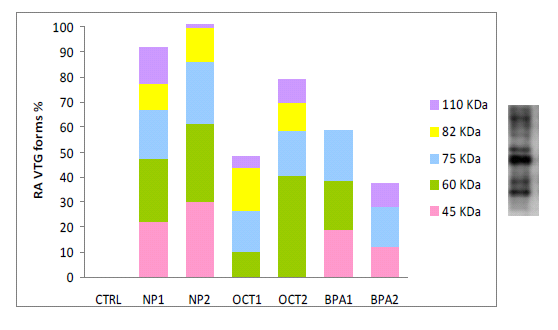 RA VTG forms %
100
90
80
70
60
50
40
30
20
10
0
CTRL NP1 NP2 OCT1 OCT2 BPA1 BPA2
110 KDa
82 KDa
75 KDa
60 KDa
45 KDa